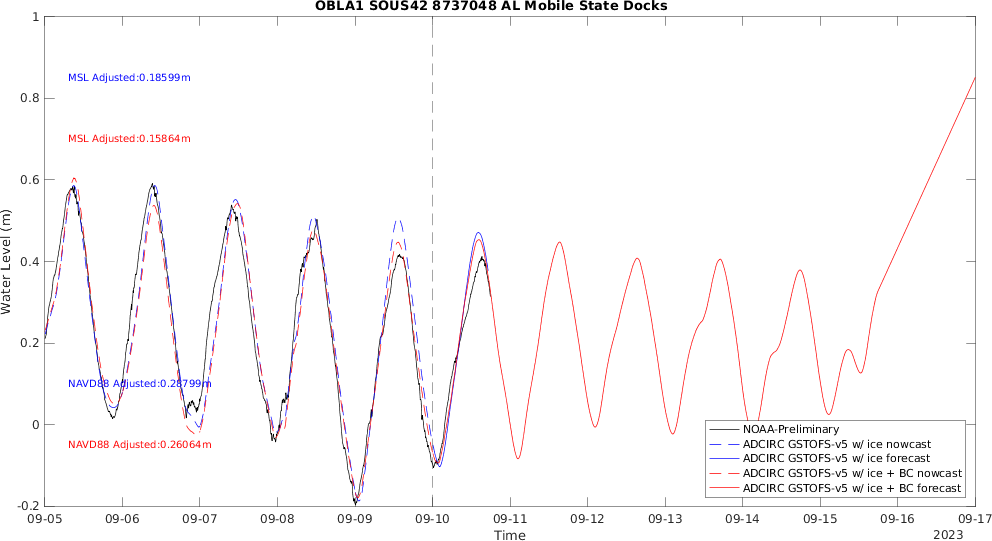 OBLA1 SOUS42 8737048 AL Mobile State Docks
1
0.8
0.6
0.4
0.2
0
-0.2
Water Level (m)
MSL Adjusted:0.18599m
MSL Adjusted:0.15864m
NAVD88 Adjusted:0.28799m
NAVD88 Adjusted:0.26064m
NOAA-Preliminary
ADCIRC GSTOFS-v5 w/ ice nowcast
ADCIRC GSTOFS-v5 w/ ice forecast
ADCIRC GSTOFS-v5 w/ice + BC nowcast
ADCIRC GSTOFS-v5 w/ice + BC forecast
09-05 09-06 09-07 09-08 09-09 09-10 09-11 09-12 09-13 09-14 09-15 09-16 09-17
Time
2023